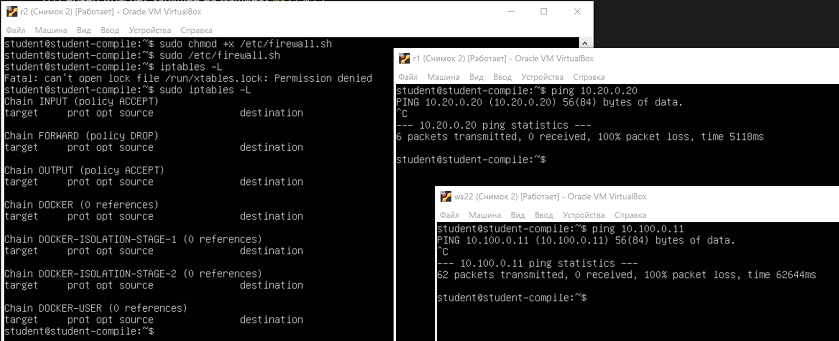 r2 (Снимок 2) [Работает] - Oracle VM VirtualBox
Файл Машина Вид Ввод Устройства Справка
student@student-compile:~$ sudo chmod +x /etc/firewall.sh
student@student-compile:~$ sudo /etc/firewall.sh
student@student-compile:~$ iptables -L
Fatal: can't open lock file /run/xtables.lock: Permission denied
student@student-compile:~$ sudo iptables -L
Chain INPUT (policy ACCEPT)
target prot opt source destination
Chain FORWARD (policy DROP)
target prot opt source destination
Chain OUTPUT (policy ACCEPT)
target prot opt source destination
Chain DOCKER (0 references)
target prot opt source destination
Chain DOCKER-ISOLATION-STAGE-1 (0 references)
target prot opt source destination
Chain DOCKER-ISOLATION-STAGE-2 (0 references)
target prot opt source destination
Chain DOCKER-USER (0 references)
target prot opt source destination
student@student-compile:~$
r1 (Снимок 2) [Работает] - Oracle VM VirtualBox
Файл Машина Вид Ввод Устройства Справка
student@student-compile:~$ ping 10.20.0.20
PING 10.20.0.20 (10.20.0.20) 56(84) bytes of data.
^C
--- 10.20.0.20 ping statistics ---
6 packets transmitted, 0 received, 100% packet loss, time 5118ms
student@student-compile:~$
ws22 (Снимок 2) [Работает] - Oracle VM VirtualBox
Файл Машина Вид Ввод Устройства Справка
student@student-compile:~$ ping 10.100.0.11
PING 10.100.0.11 (10.100.0.11) 56(84) bytes of data.
^C
--- 10.100.0.11 ping statistics ---
62 packets transmitted, 0 received, 100% packet loss, time 62644ms
student@student-compile:~$